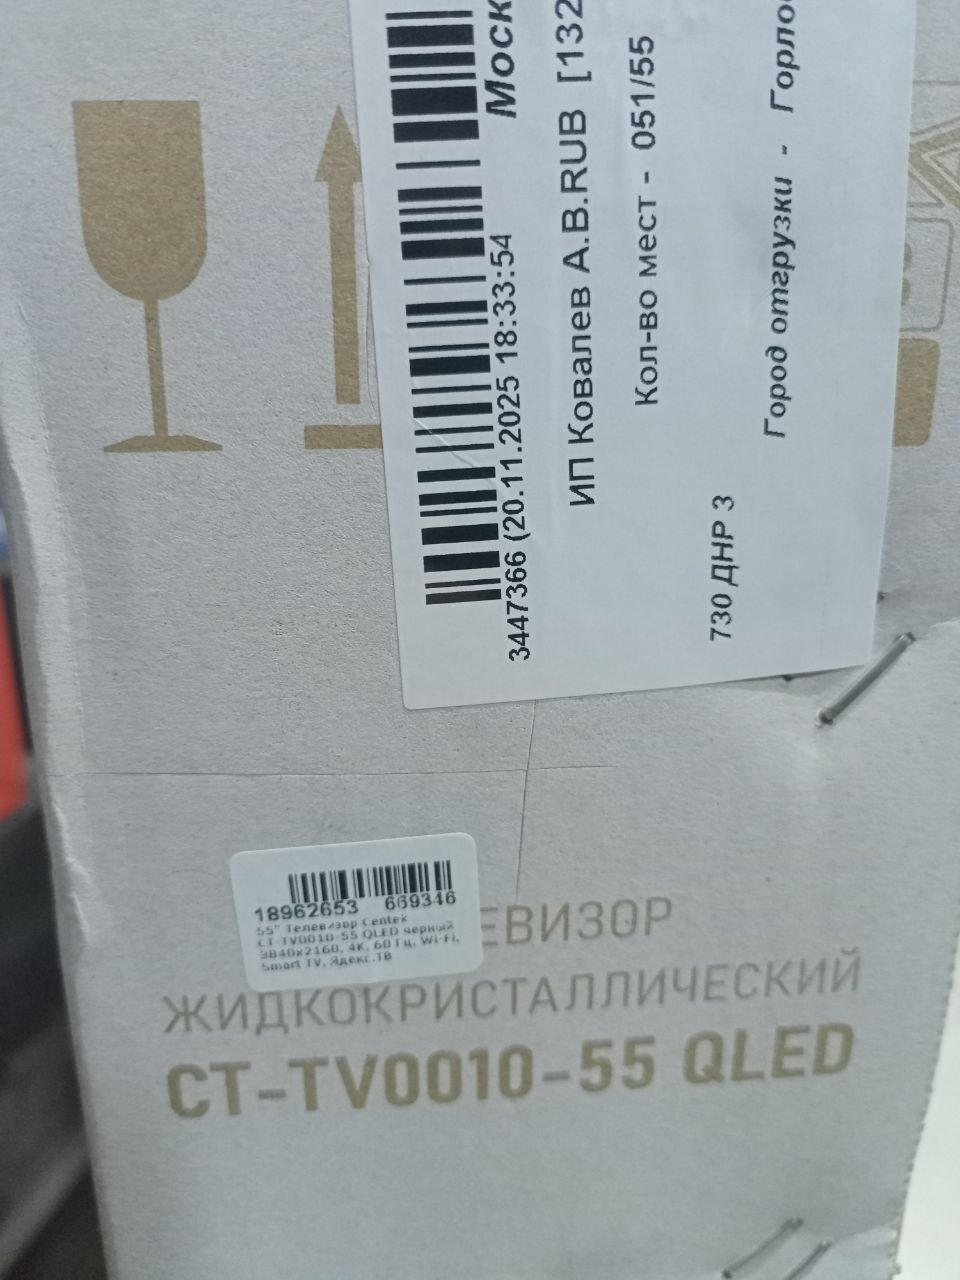 Моск
3447366 (20.11.2025 18:33:54
ИП Ковалев А.В.RUB [132
Кол-во мест - 051/55
730 ДНР 3
Город отгрузки - Горло
18962653 669346
55" Телевизор Centek
CT-TV0010-55 QLED черный
3840x2160, 4K, 60 Гц, Wi-Fi,
Smart TV, Яндекс.ТВ
ЕВИЗОР
ЖИДКОКРИСТАЛЛИЧЕСКИЙ
CT-TV0010-55 QLED